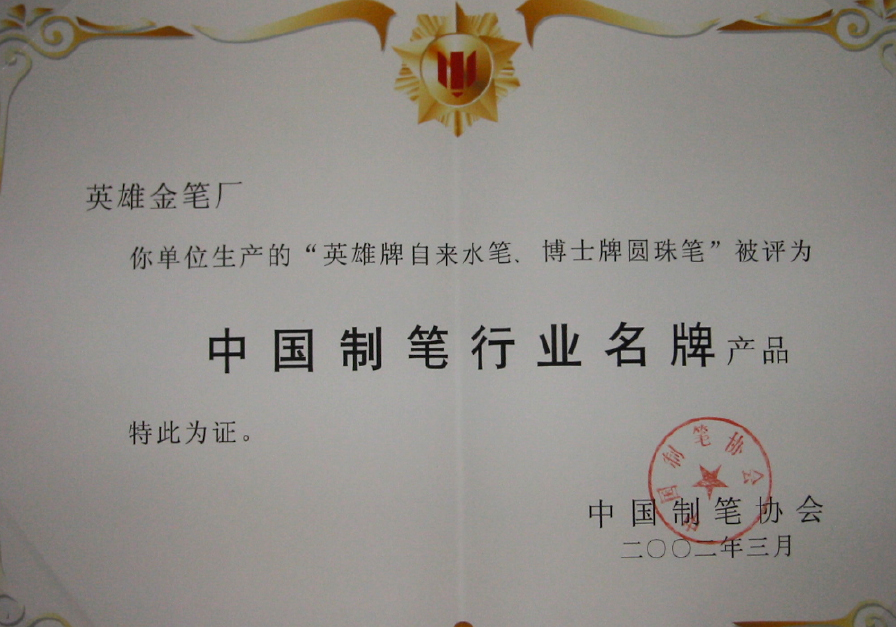 英雄金笔厂
你单位生产的“英雄牌自来水笔、博士牌圆珠笔”被评为
中国制笔行业名牌产品
特此为证。
中国制笔协会
中国制笔协会
二〇〇二年三月